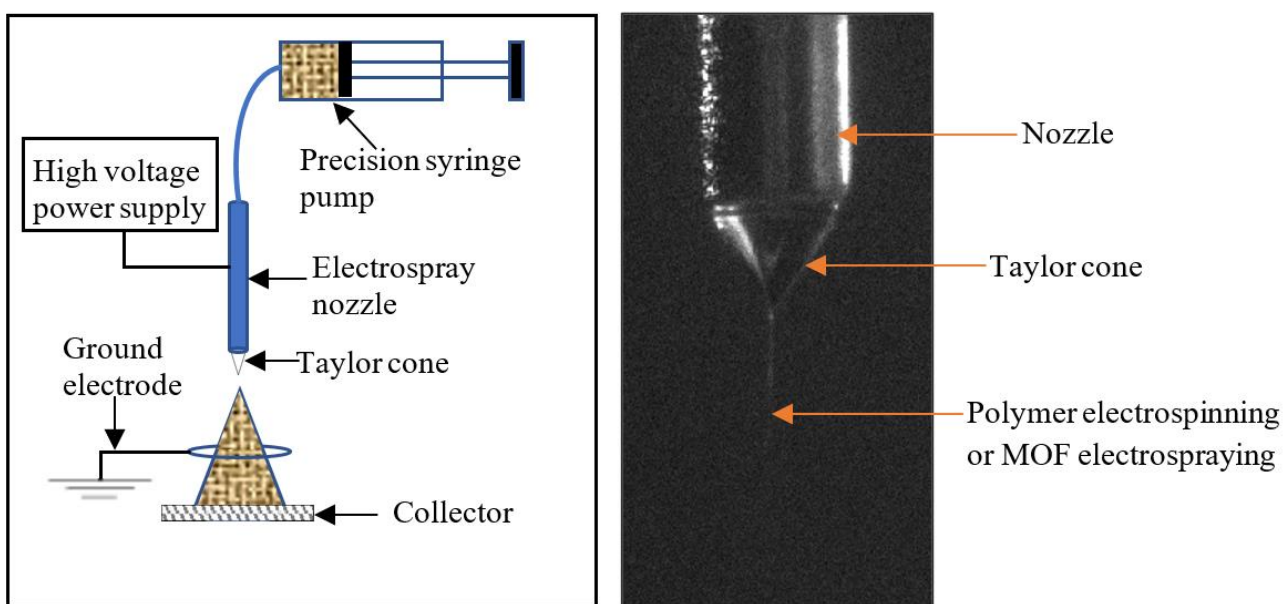 Precision syringe
pump
High voltage
power supply
Electrospray
nozzle
Ground
electrode
Taylor cone
Collector
Nozzle
Taylor cone
Polymer electrospinning
or MOF electrospraying